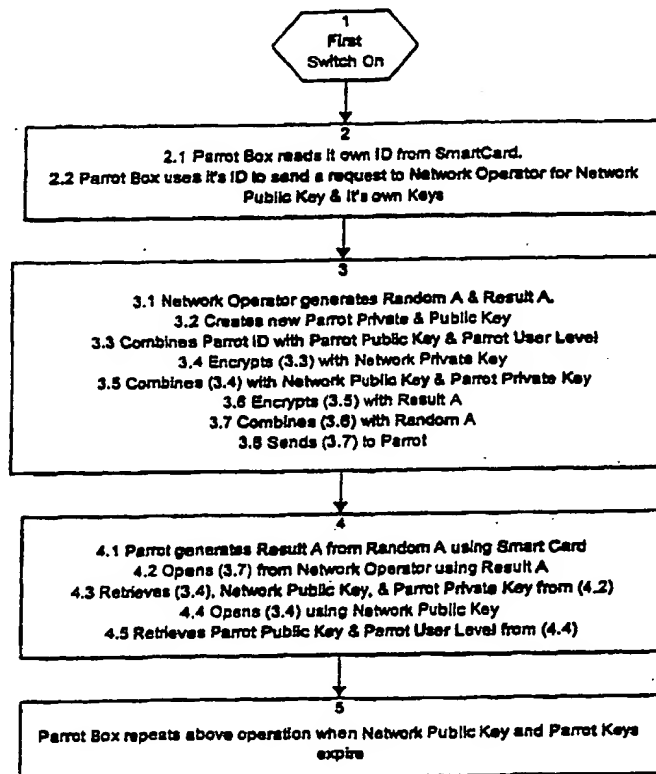 1
First
Switch On
2
2.1 Parrot Box reads it own ID from SmartCard.
2.2 Parrot Box uses it's ID to send a request to Network Operator for Network
Public Key & it's own Keys
3
3.1 Network Operator generates Random A & Result A.
3.2 Creates new Parrot Private & Public Key
3.3 Combines Parrot ID with Parrot Public Key & Parrot User Level
3.4 Encrypts (3.3) with Network Private Key
3.5 Combines (3.4) with Network Public Key & Parrot Private Key
3.6 Encrypts (3.5) with Result A
3.7 Combines (3.6) with Random A
3.8 Sends (3.7) to Parrot
4
4.1 Parrot generates Result A from Random A using Smart Card
4.2 Opens (3.7) from Network Operator using Result A
4.3 Retrieves (3.4), Network Public Key, & Parrot Private Key from (4.2)
4.4 Opens (3.4) using Network Public Key
4.5 Retrieves Parrot Public Key & Parrot User Level from (4.4)
5
Parrot Box repeats above operation when Network Public Key and Parrot Keys
expire